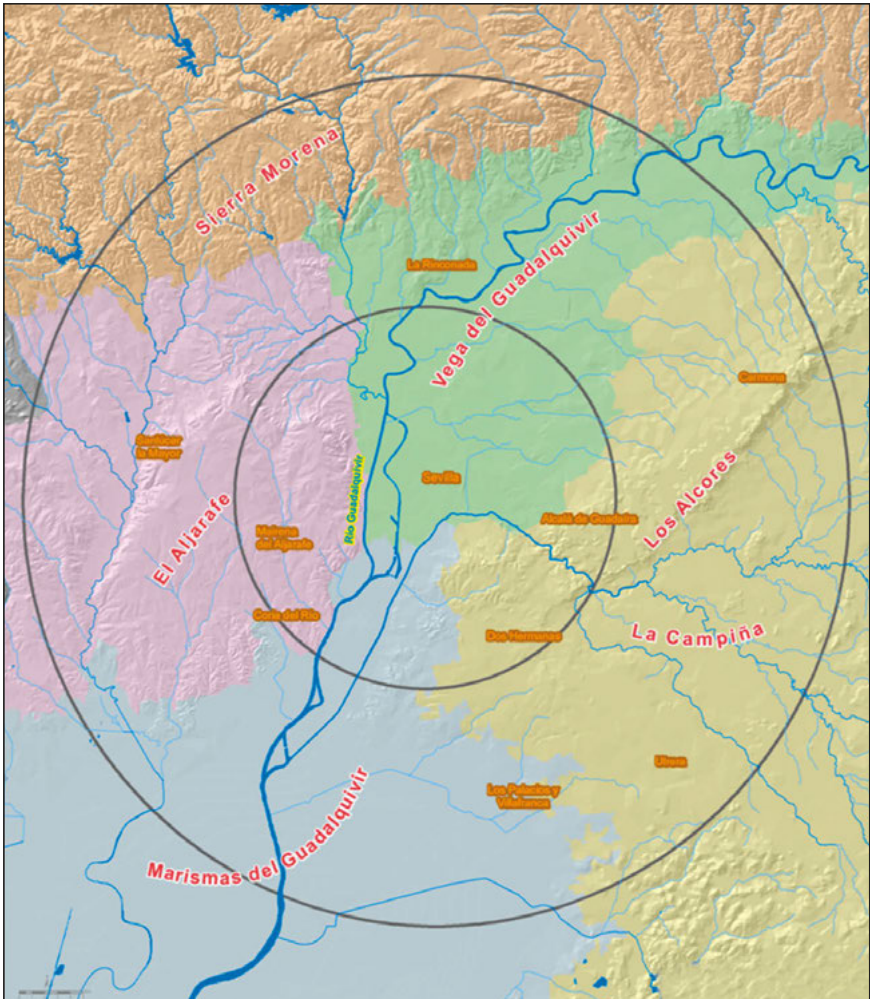 Sierra Morena
La Rinconada
Vega del Guadalquivir
Carmona
Sanlúcar
la Mayor
Río Guadalquivir
Sevilla
Los Alcores
El Aljarafe
Alcalá de Guadaíra
Mairena
del Aljarafe
Coria del Río
Dos Hermanas
La Campiña
Utrera
Los Palacios y
Villafranca
Marismas del Guadalquivir